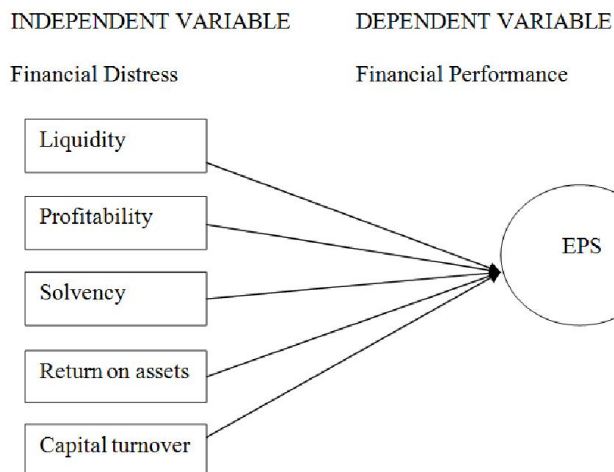 INDEPENDENT VARIABLE
DEPENDENT VARIABLE
Financial Distress
Financial Performance
Liquidity
Profitability
EPS
Solvency
Return on assets
Capital turnover